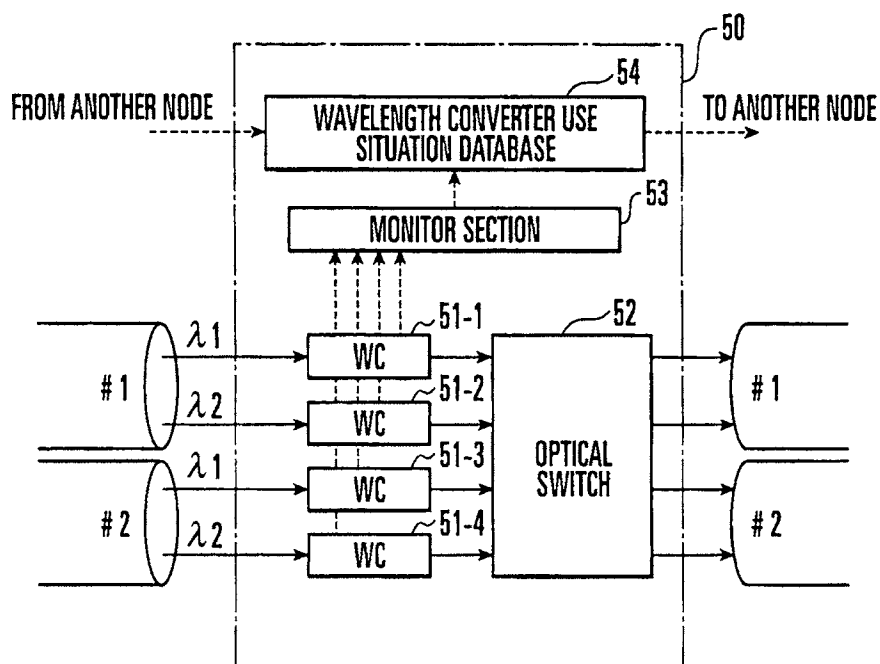 50
54
FROM ANOTHER NODE
WAVELENGTH CONVERTER USE
SITUATION DATABASE
TO ANOTHER NODE
53
MONITOR SECTION
51-1
52
λ1
WC
#1
#1
51-2
λ2
WC
51-3
λ1
WC
OPTICAL
SWITCH
#2
#2
51-4
λ2
WC